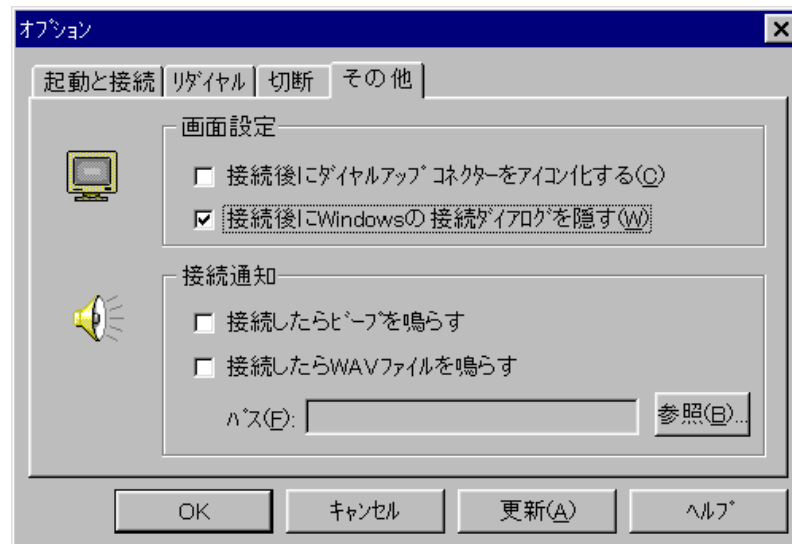 オプション
起動と接続 リダイヤル 切断 その他
画面設定
接続後にダイヤルアップ コネクターをアイコン化する(C)
接続後にWindowsの接続ダイアログを隠す(W)
接続通知
接続したらビープを鳴らす
接続したらWAVファイルを鳴らす
パス(F): 参照(B)...
OK キャンセル 更新(A) ヘルプ